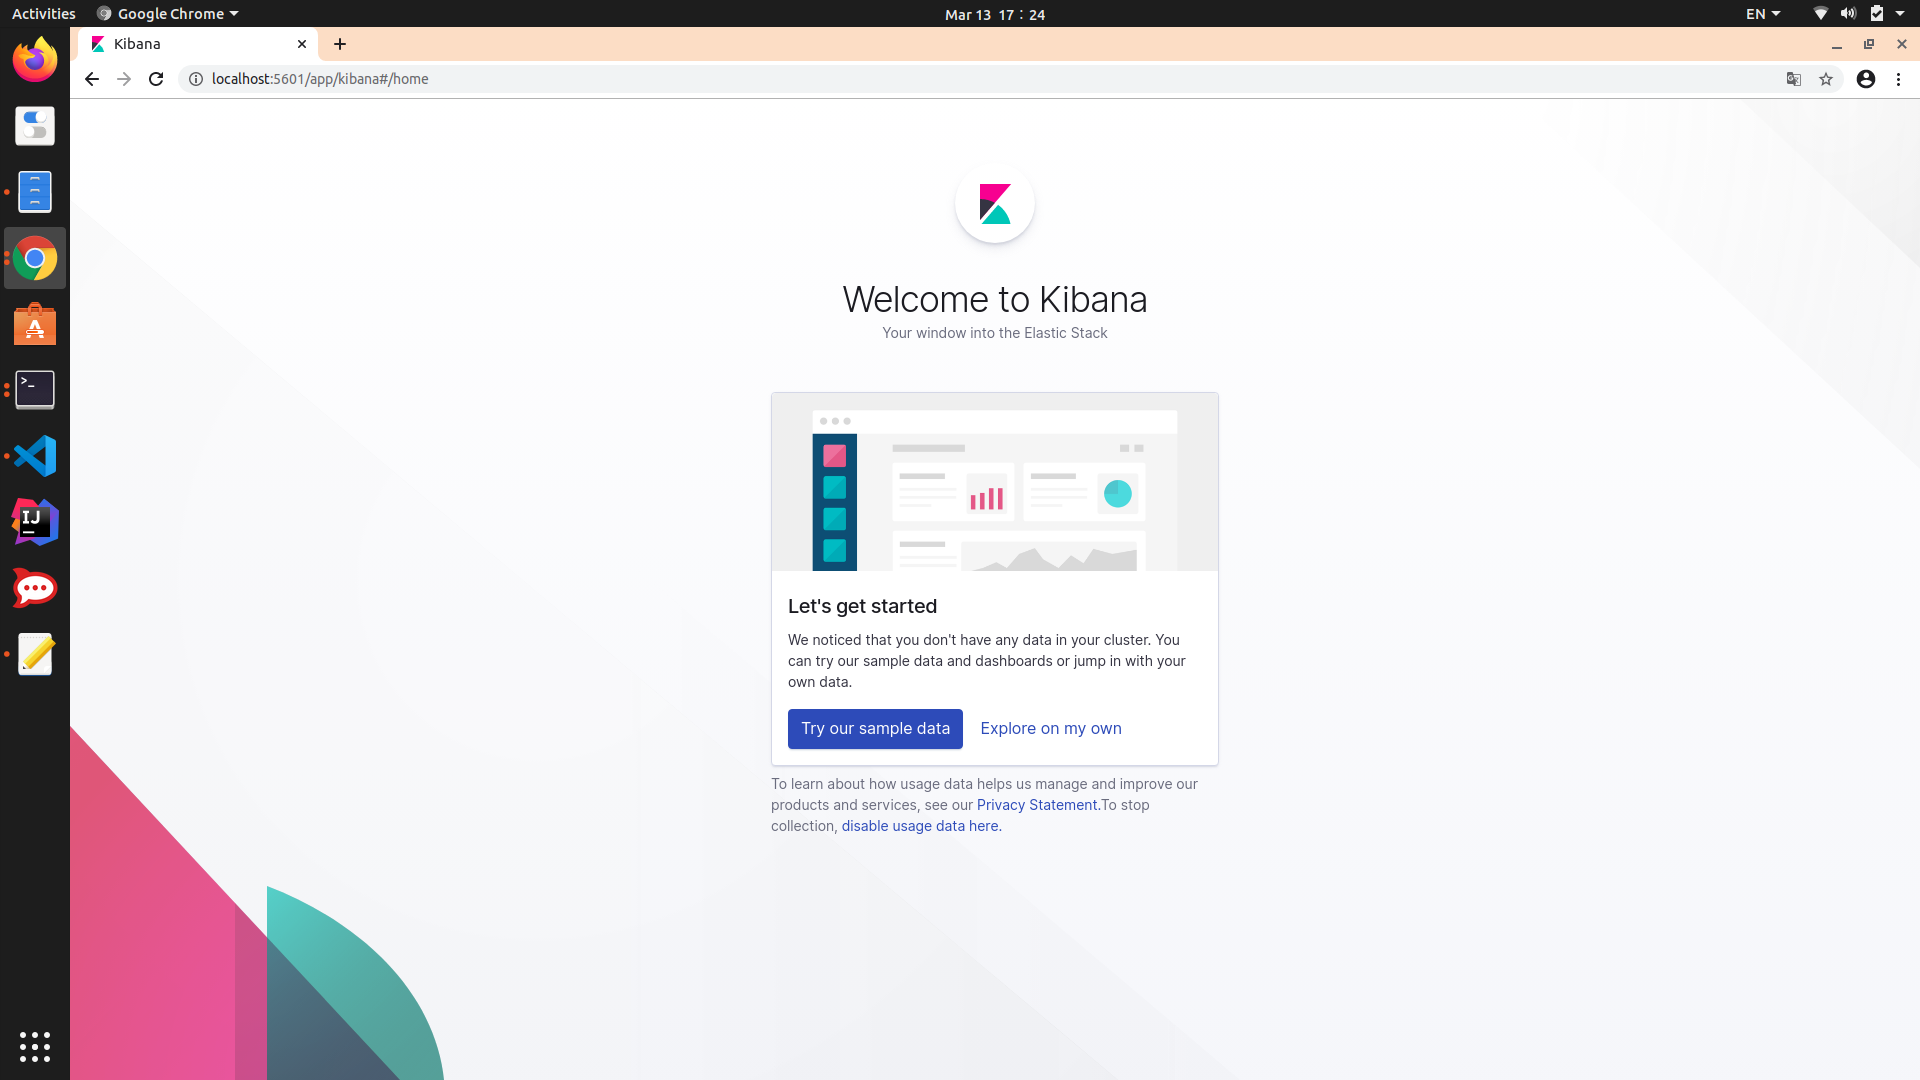 Activities
Google Chrome
Mar 13 17 : 24
EN
Kibana
localhost:5601/app/kibana#/home
Welcome to Kibana
Your window into the Elastic Stack
Let's get started
We noticed that you don't have any data in your cluster. You
can try our sample data and dashboards or jump in with your
own data.
Try our sample data
Explore on my own
To learn about how usage data helps us manage and improve our
products and services, see our Privacy Statement.To stop
collection, disable usage data here.
>_
IJ